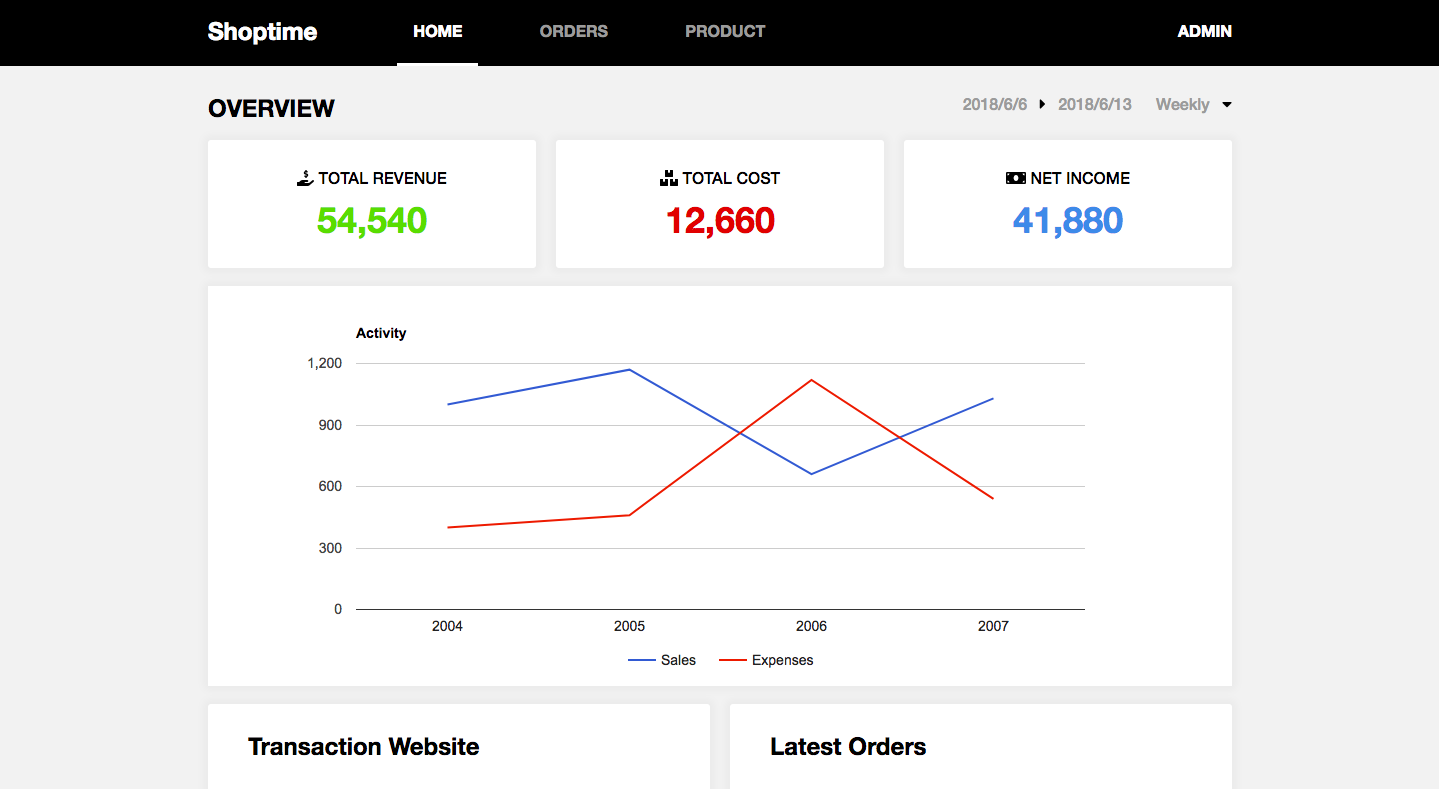 Shoptime HOME ORDERS PRODUCT ADMIN
OVERVIEW 2018/6/6 2018/6/13 Weekly
TOTAL REVENUE
54,540
TOTAL COST
12,660
NET INCOME
41,880
Activity
1,200
900
600
300
0
2004 2005 2006 2007
Sales Expenses
Transaction Website
Latest Orders